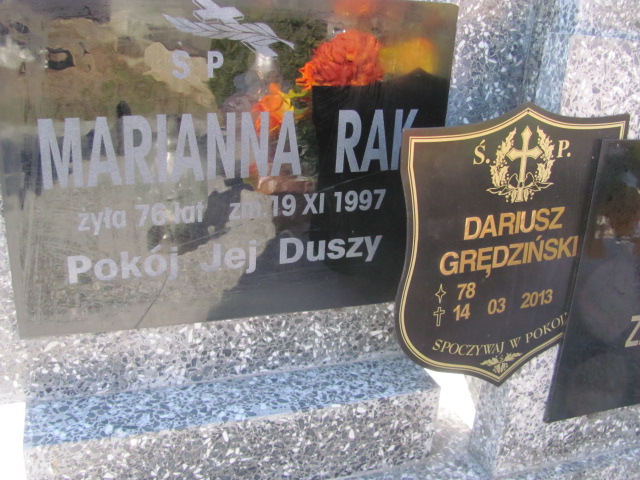 S P
MARIANNA RAK
żyła 76 lat zm. 19 XI 1997
Pokój Jej Duszy
Ś. P.
DARIUSZ
GRĘDZIŃSKI
78
14 03 2013
SPOCZYWAJ W POKOJU
Z